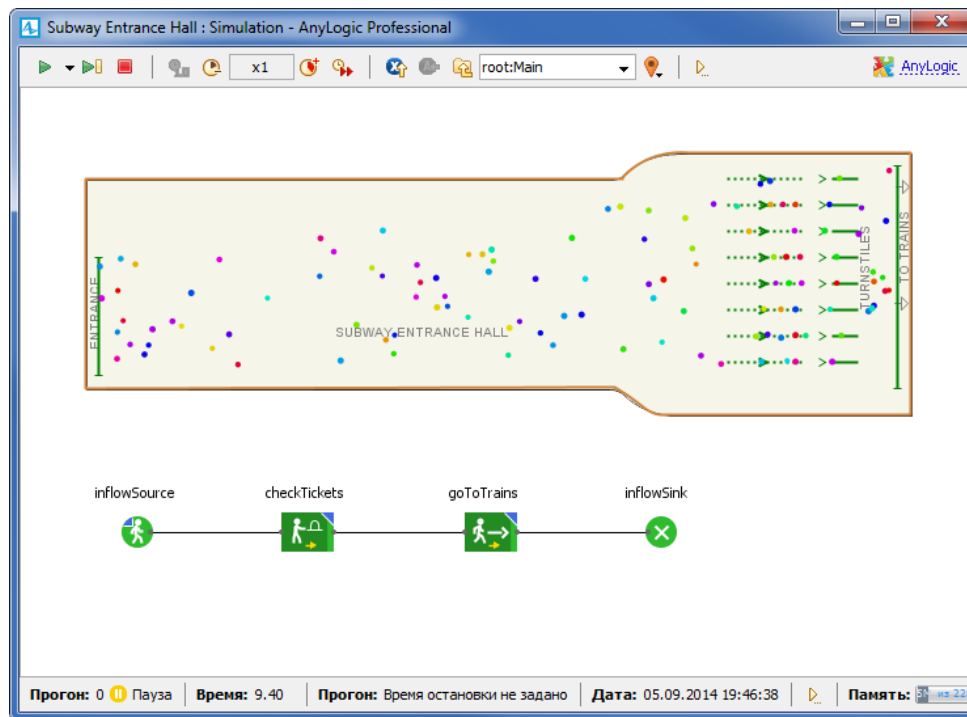 Subway Entrance Hall : Simulation - AnyLogic Professional
x1
root:Main
AnyLogic
ENTRANCE
SUBWAY ENTRANCE HALL
TURNSTILES
TO TRAINS
inflowSource
checkTickets
goToTrains
inflowSink
Прогон: 0 Пауза Время: 9.40 Прогон: Время остановки не задано Дата: 05.09.2014 19:46:38 Память: из 22